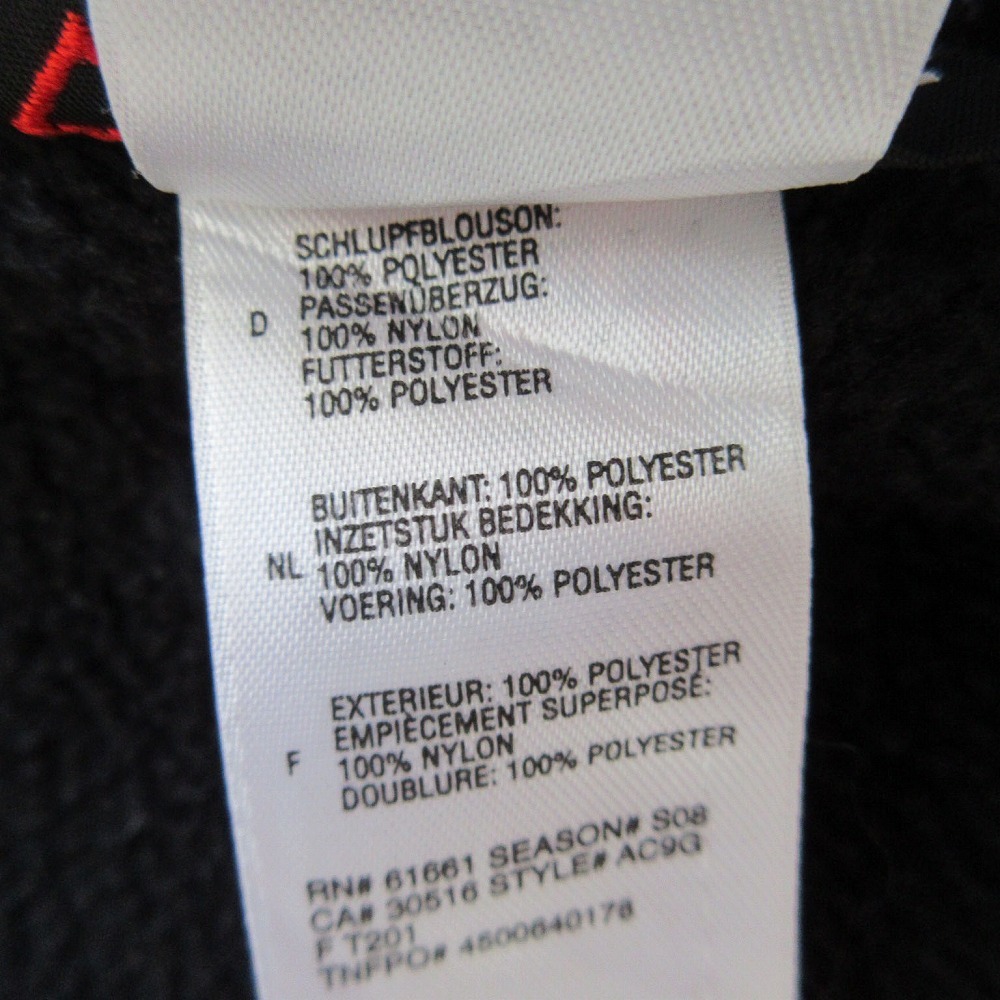 SCHLUPFBLOUSON:
100% POLYESTER
PASSENÜBERZUG:
D 100% NYLON
FUTTERSTOFF:
100% POLYESTER
BUITENKANT: 100% POLYESTER
INZETSTUK BEDEKKING:
NL 100% NYLON
VOERING: 100% POLYESTER
EXTERIEUR: 100% POLYESTER
EMPIÈCEMENT SUPERPOSÉ:
F 100% NYLON
DOUBLURE: 100% POLYESTER
RN# 61661 SEASON# S08
CA# 30516 STYLE# AC9G
F T201
TNFPO# 4500640178